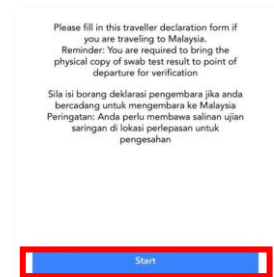 Please fill in this traveller declaration form if
you are traveling to Malaysia.
Reminder: You are required to bring the
physical copy of swab test result to point of
departure for verification
Sila isi borang deklarasi pengembara jika anda
bercadang untuk mengembara ke Malaysia
Peringatan: Anda perlu membawa salinan ujian
saringan di lokasi perlepasan untuk
pengesahan
Start